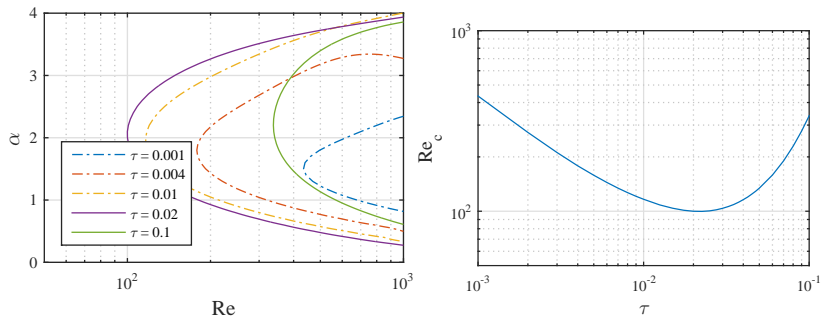 4
3
2
1
0
α
τ = 0.001
τ = 0.004
τ = 0.01
τ = 0.02
τ = 0.1
10² 10³
Re
10³
10²
Re_c
10⁻³ 10⁻² 10⁻¹
τ